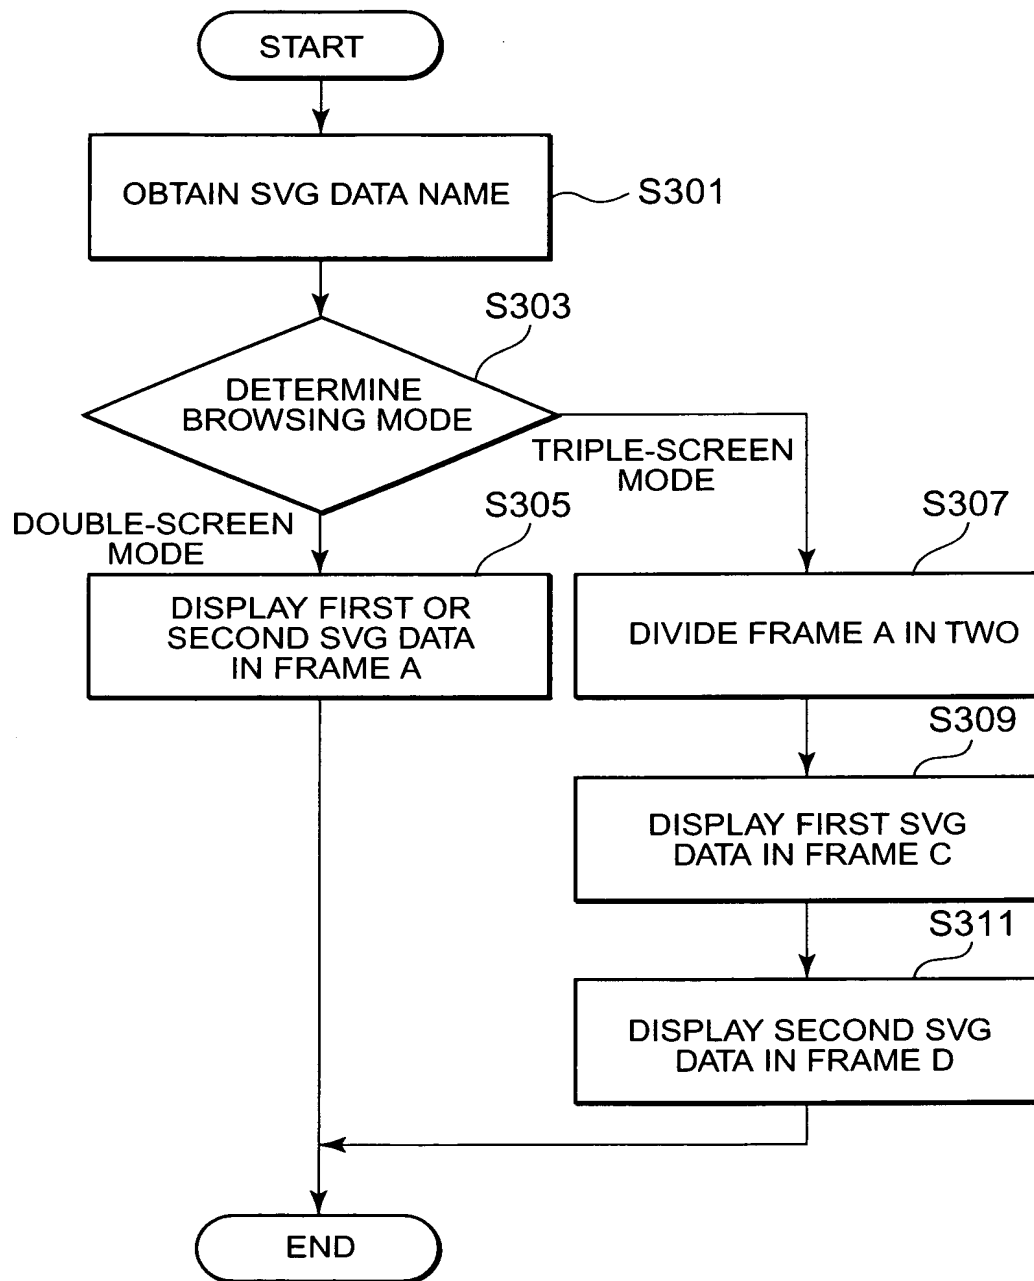 START
OBTAIN SVG DATA NAME
S301
S303
DETERMINE
BROWSING MODE
TRIPLE-SCREEN
MODE
DOUBLE-SCREEN
MODE
S305
DISPLAY FIRST OR
SECOND SVG DATA
IN FRAME A
S307
DIVIDE FRAME A IN TWO
S309
DISPLAY FIRST SVG
DATA IN FRAME C
S311
DISPLAY SECOND SVG
DATA IN FRAME D
END